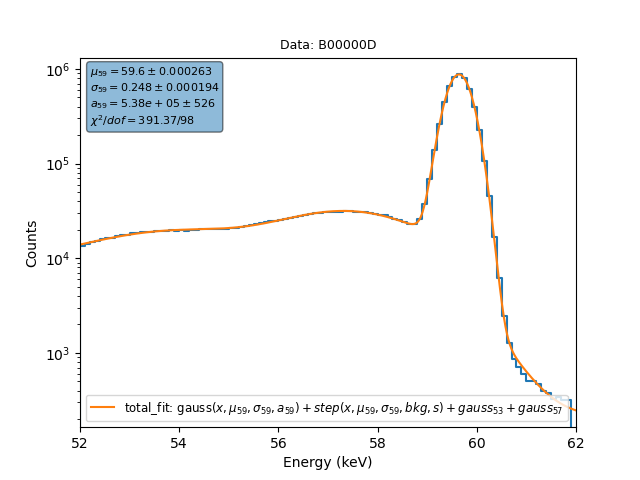 Data: B00000D
10⁶
10⁵
10⁴
10³
Counts
μ₅₉ = 59.6 ± 0.000263
σ₅₉ = 0.248 ± 0.000194
a₅₉ = 5.38e + 05 ± 526
χ²/dof = 391.37/98
total_fit: gauss(x, μ₅₉, σ₅₉, a₅₉) + step(x, μ₅₉, σ₅₉, bkg, s) + gauss₅₃ + gauss₅₇
52 54 56 58 60 62
Energy (keV)